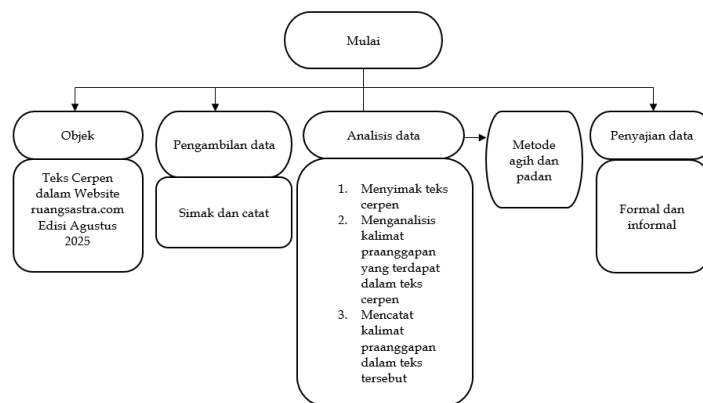 Mulai
Objek
Teks Cerpen
dalam Website
ruangsastra.com
Edisi Agustus
2025
Pengambilan data
Simak dan catat
Analisis data
1. Menyimak teks
cerpen
2. Menganalisis
kalimat
praanggapan
yang terdapat
dalam teks
cerpen
3. Mencatat
kalimat
praanggapan
dalam teks
tersebut
Metode
agih dan
padan
Penyajian data
Formal dan
informal